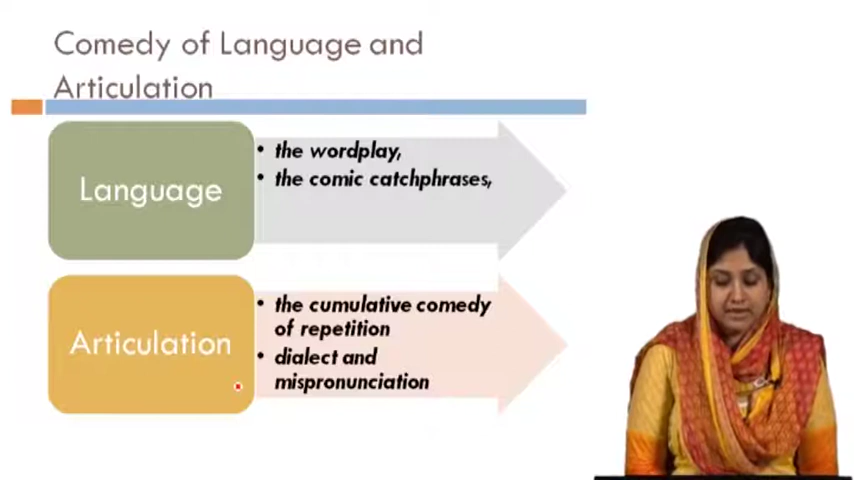 Comedy of Language and
Articulation
Language
• the wordplay,
• the comic catchphrases,
Articulation
• the cumulative comedy
of repetition
• dialect and
mispronunciation